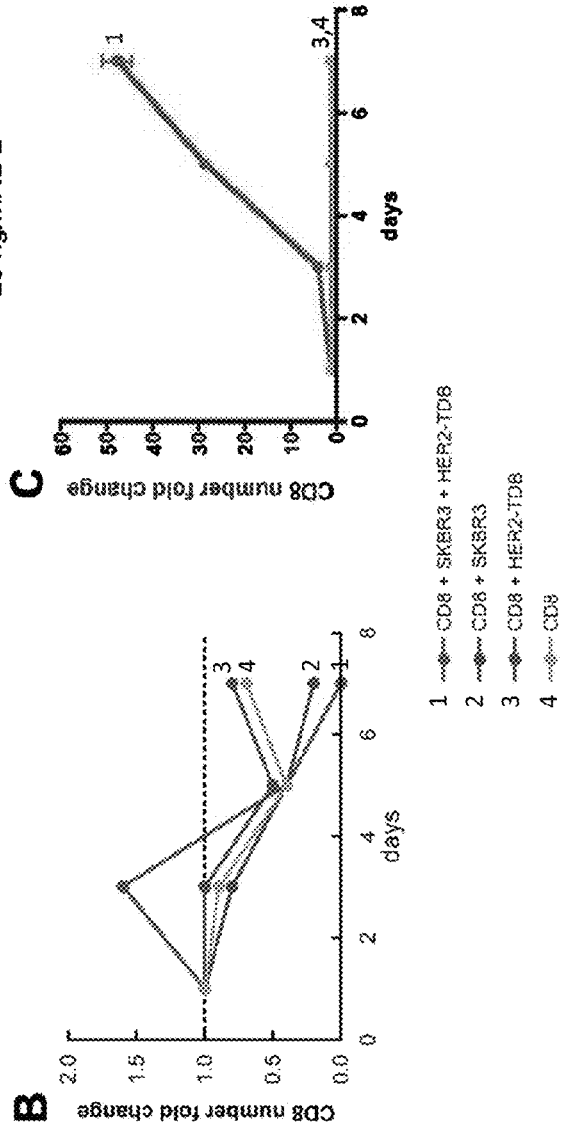 B
CD8 number fold change
2.0
1.5
1.0
0.5
0.0
0 2 4 6 8
days
3
4
2
1
C
CD8 number fold change
60
50
40
30
20
10
0
0 2 4 6 8
days
1
3,4
1 CD8 + SKBR3 + HER2-TDB
2 CD8 + SKBR3
3 CD8 + HER2-TDB
4 CD8